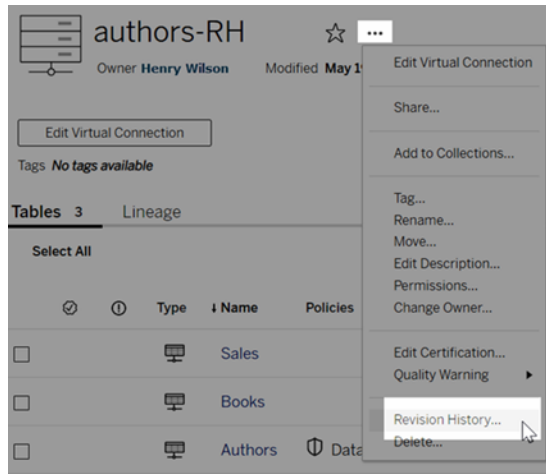 authors-RH
Owner Henry Wilson Modified May 1
Edit Virtual Connection
Tags No tags available
Tables 3 Lineage
Select All
Type ↓ Name Policies
Sales
Books
Authors Data
Edit Virtual Connection
Share...
Add to Collections...
Tag...
Rename...
Move...
Edit Description...
Permissions...
Change Owner...
Edit Certification...
Quality Warning
Revision History...
Delete...